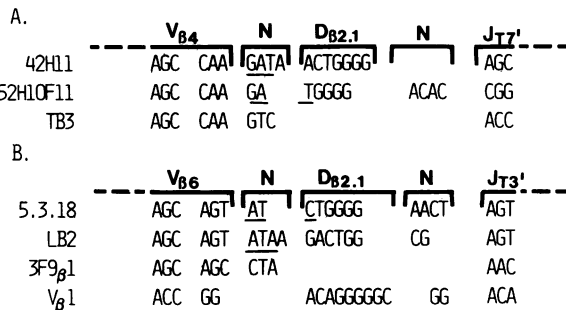 A.
Vβ4 N Dβ2.1 N JT7'
42H11 AGC CAA GATA ACTGGGG AGC
52H10F11 AGC CAA GA TGGGG ACAC CGG
TB3 AGC CAA GTC ACC
B.
Vβ6 N Dβ2.1 N JT3'
5.3.18 AGC AGT AT CTGGGG AACT AGT
LB2 AGC AGT ATAA GACTGG CG AGT
3F9β1 AGC AGC CTA AAC
Vβ1 ACC GG ACAGGGGGC GG ACA